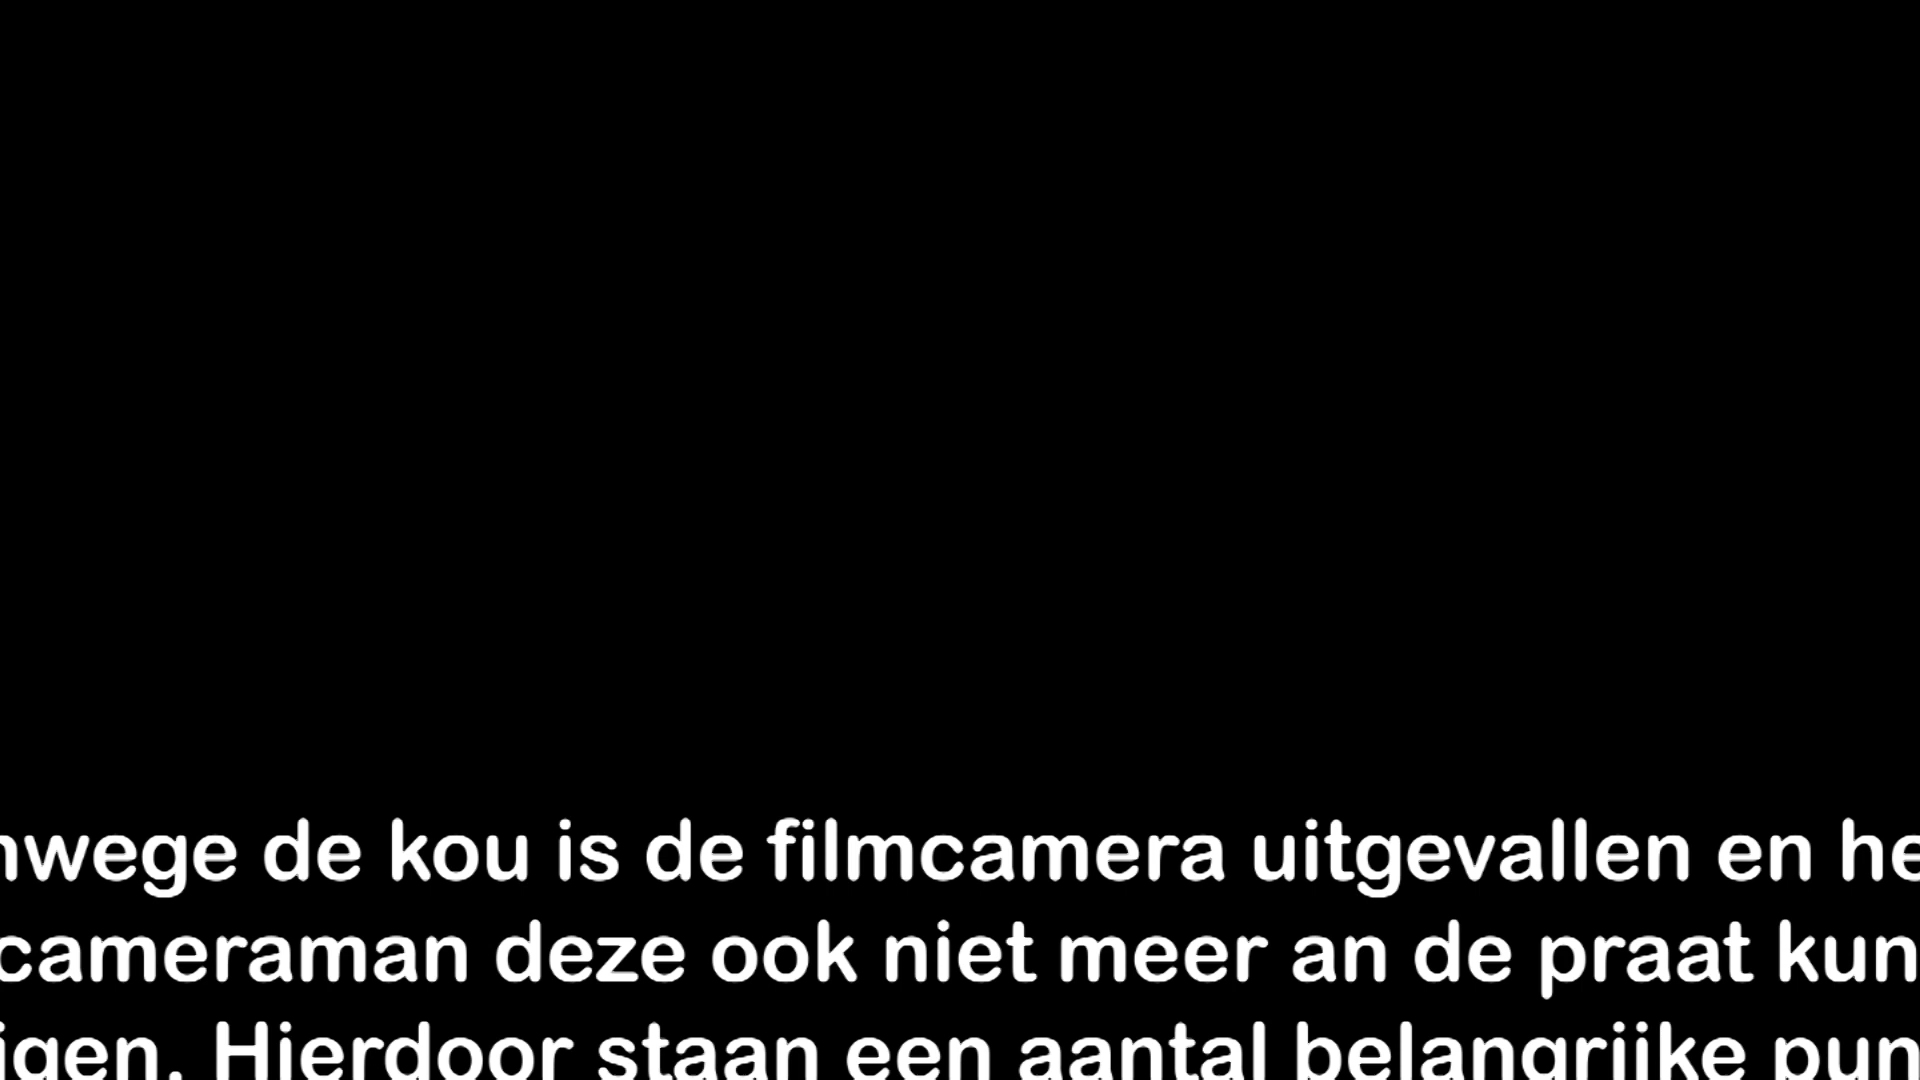 nwege de kou is de filmcamera uitgevallen en he
cameraman deze ook niet meer an de praat kun
igen. Hierdoor staan een aantal belangrijke pun